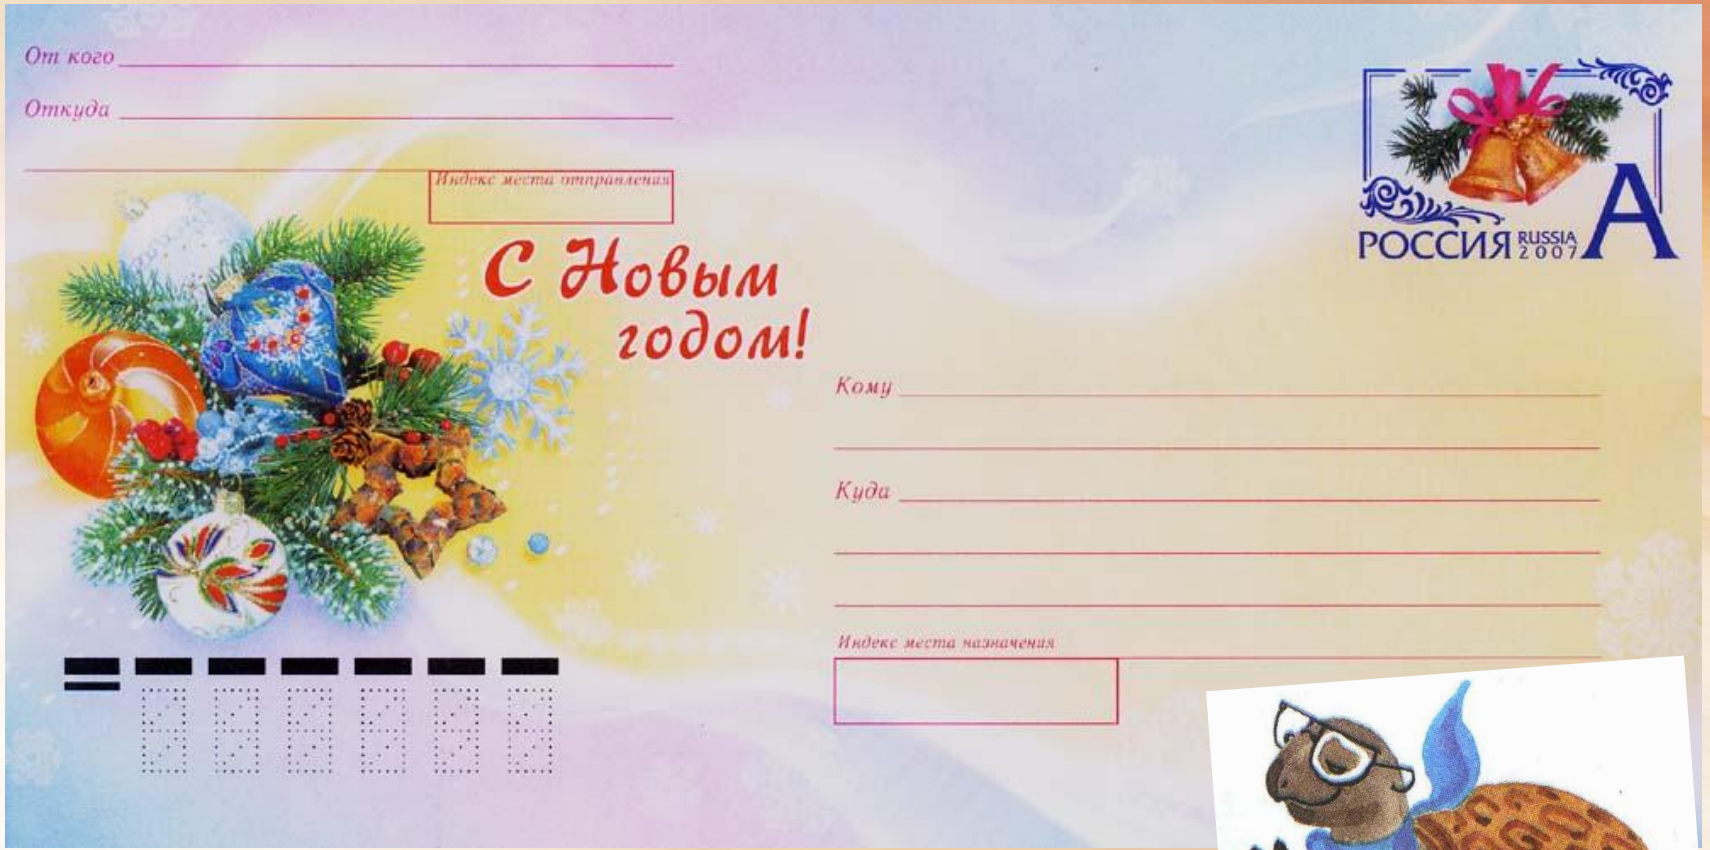 От кого
Откуда
Индекс места отправления
С Новым
годом!
РОССИЯ RUSSIA 2007 А
Кому
Куда
Индекс места назначения